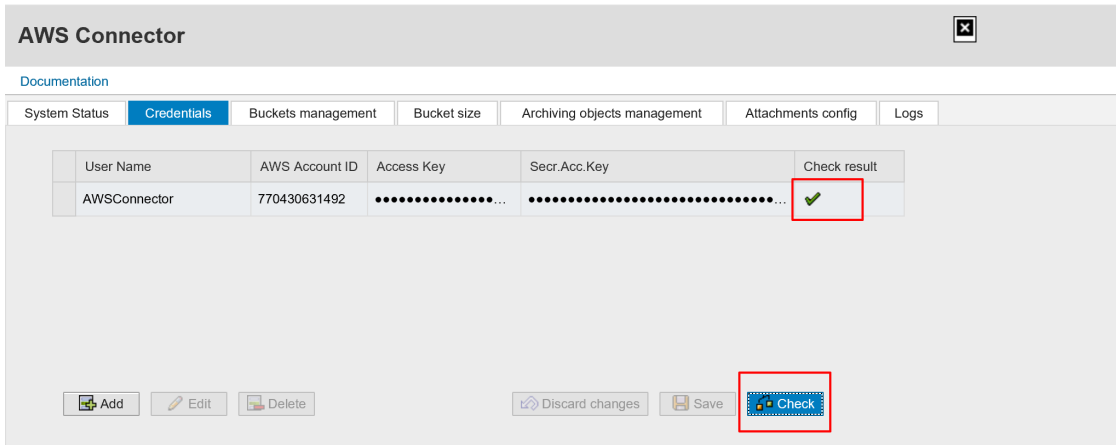 AWS Connector
Documentation
System Status Credentials Buckets management Bucket size Archiving objects management Attachments config Logs
User Name AWS Account ID Access Key Secr.Acc.Key Check result
AWSConnector 770430631492 ●●●●●●●●●●●●●●●... ●●●●●●●●●●●●●●●●●●●●●●●●●●●●●●●...
Add Edit Delete Discard changes Save Check